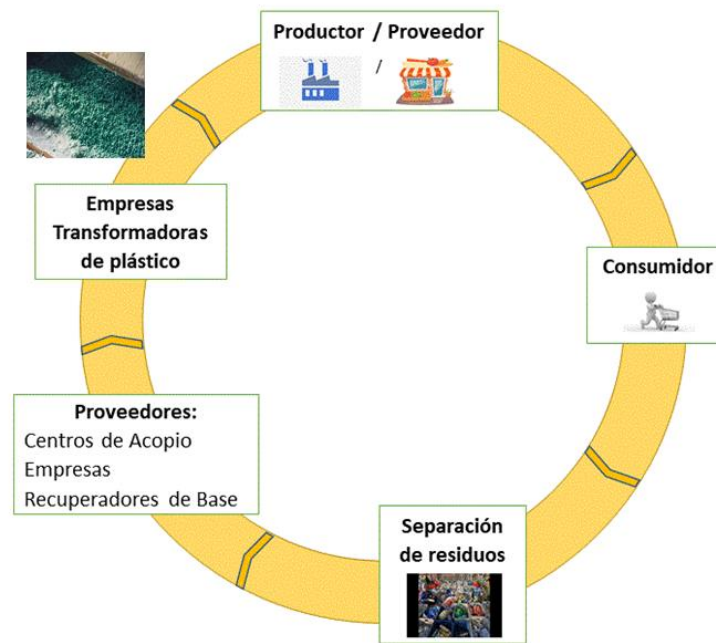 Productor / Proveedor
/
Consumidor
Separación
de residuos
Proveedores:
Centros de Acopio
Empresas
Recuperadores de Base
Empresas
Transformadoras
de plástico